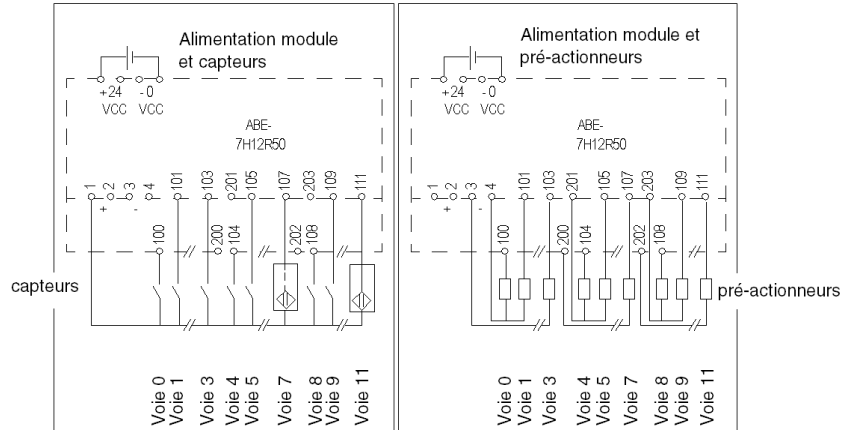 Alimentation module
et capteurs
+24 -0
VCC VCC
ABE-
7H12R50
1 2 3 4 101 103 201 105 107 203 109 111
+ -
100 200 104 202 108
capteurs
Voie 0
Voie 1
Voie 3
Voie 4
Voie 5
Voie 7
Voie 8
Voie 9
Voie 11
Alimentation module et
pré-actionneurs
+24 -0
VCC VCC
ABE-
7H12R50
1 2 3 4 101 103 201 105 107 203 109 111
+ -
100 200 104 202 108
pré-actionneurs
Voie 0
Voie 1
Voie 3
Voie 4
Voie 5
Voie 7
Voie 8
Voie 9
Voie 11